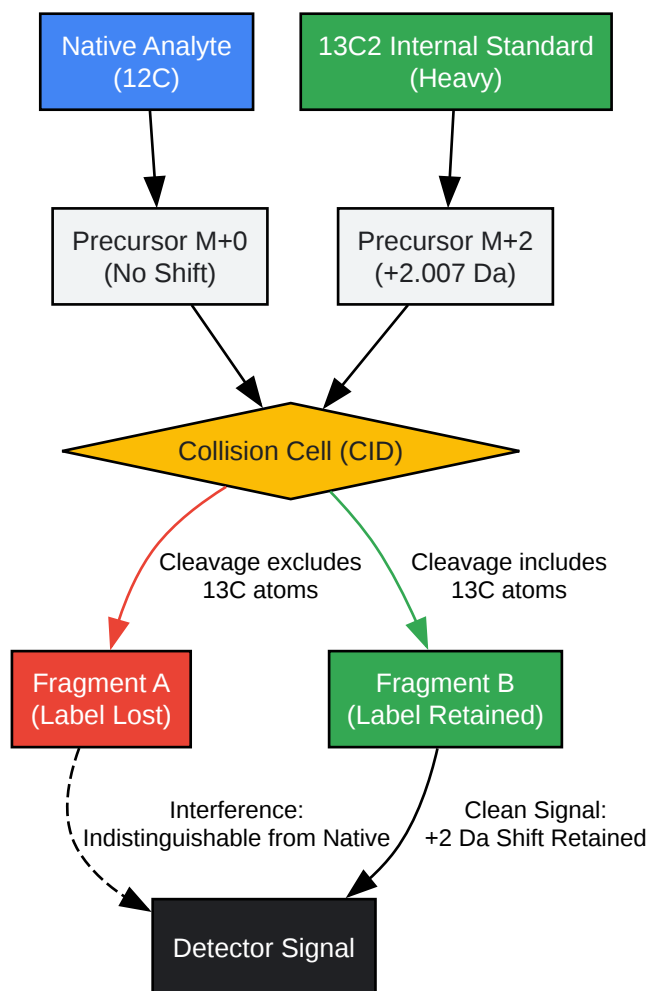 Native Analyte
(12C)
13C2 Internal Standard
(Heavy)
Precursor M+0
(No Shift)
Precursor M+2
(+2.007 Da)
Collision Cell (CID)
Cleavage excludes
13C atoms
Cleavage includes
13C atoms
Fragment A
(Label Lost)
Fragment B
(Label Retained)
Interference:
Indistinguishable from Native
Clean Signal:
+2 Da Shift Retained
Detector Signal